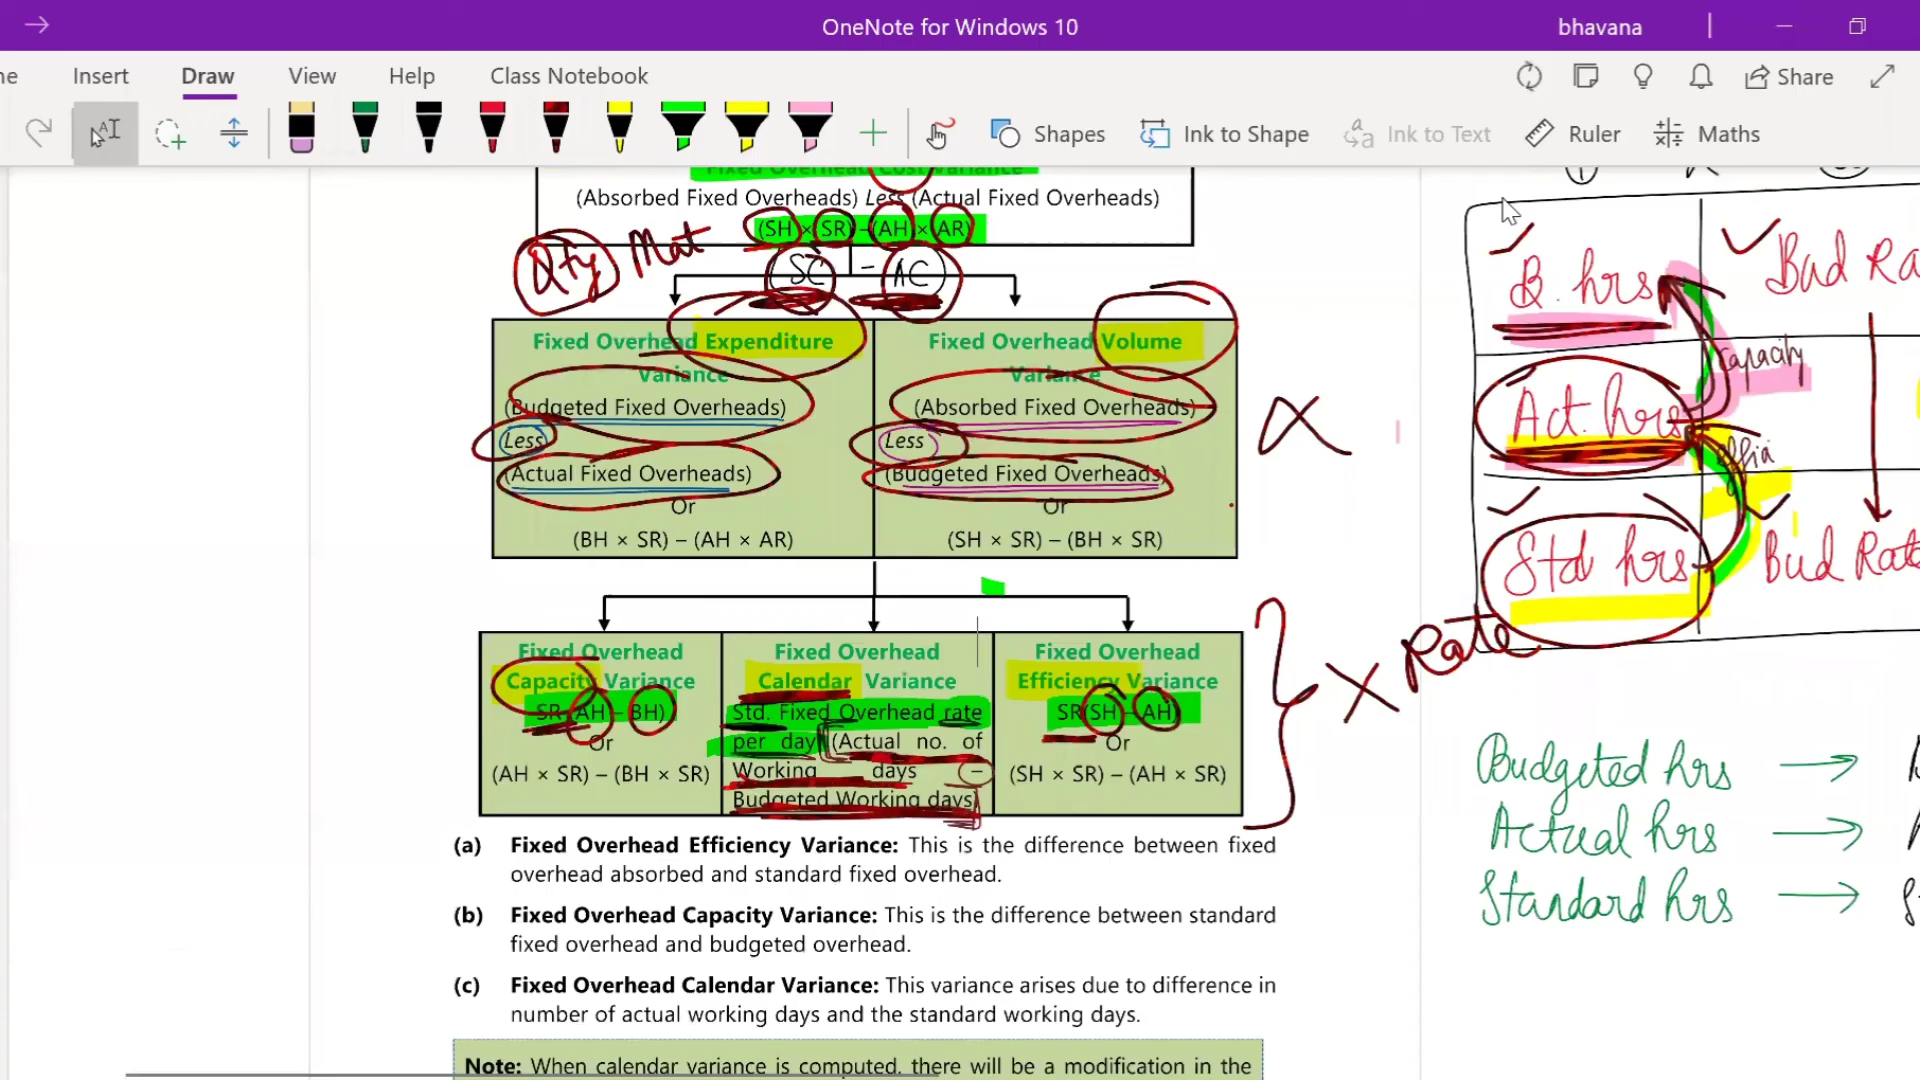 OneNote for Windows 10
bhavana
Insert Draw View Help Class Notebook
Share
Shapes Ink to Shape Ink to Text Ruler Maths
Fixed Overhead Cost Variance
(Absorbed Fixed Overheads) Less (Actual Fixed Overheads)
(SH × SR) – (AH × AR)
Qty Mat
SC – AC
Fixed Overhead Expenditure
Variance
(Budgeted Fixed Overheads)
Less
(Actual Fixed Overheads)
Or
(BH × SR) – (AH × AR)
Fixed Overhead Volume
Variance
(Absorbed Fixed Overheads)
Less
(Budgeted Fixed Overheads)
Or
(SH × SR) – (BH × SR)
Fixed Overhead
Capacity Variance
SR (AH – BH)
Or
(AH × SR) – (BH × SR)
Fixed Overhead
Calendar Variance
Std. Fixed Overhead rate
per day (Actual no. of
Working days –
Budgeted Working days)
Fixed Overhead
Efficiency Variance
SR(SH – AH)
Or
(SH × SR) – (AH × SR)
× Rate
(a) Fixed Overhead Efficiency Variance: This is the difference between fixed
overhead absorbed and standard fixed overhead.
(b) Fixed Overhead Capacity Variance: This is the difference between standard
fixed overhead and budgeted overhead.
(c) Fixed Overhead Calendar Variance: This variance arises due to difference in
number of actual working days and the standard working days.
Note: When calendar variance is computed, there will be a modification in the
B. hrs
Bud Ra
Capacity
Act. hrs
Std hrs
Bud Rate
Budgeted hrs →
Actual hrs →
Standard hrs →